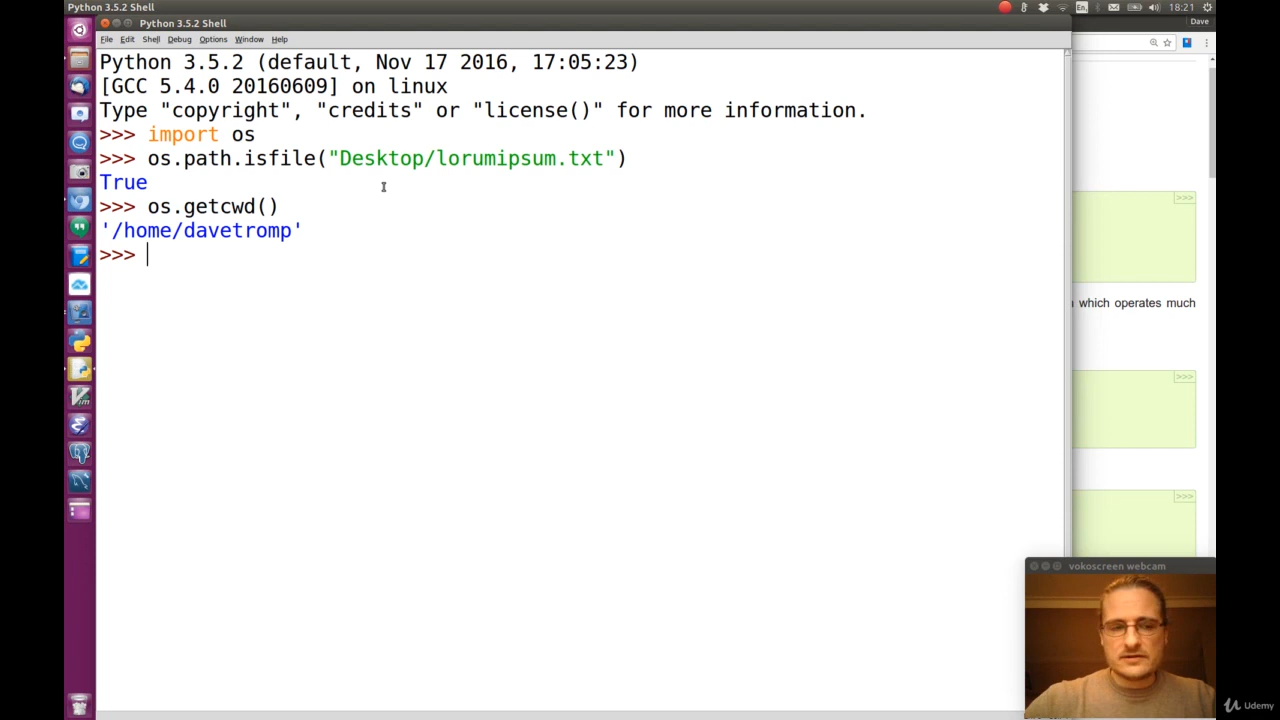 Python 3.5.2 Shell
En
18:21
Python 3.5.2 Shell
Dave
File Edit Shell Debug Options Window Help
Python 3.5.2 (default, Nov 17 2016, 17:05:23)
[GCC 5.4.0 20160609] on linux
Type "copyright", "credits" or "license()" for more information.
>>> import os
>>> os.path.isfile("Desktop/lorumipsum.txt")
True
>>> os.getcwd()
'/home/davetromp'
>>>
>>>
which operates much
>>>
>>>
vokoscreen webcam
Udemy